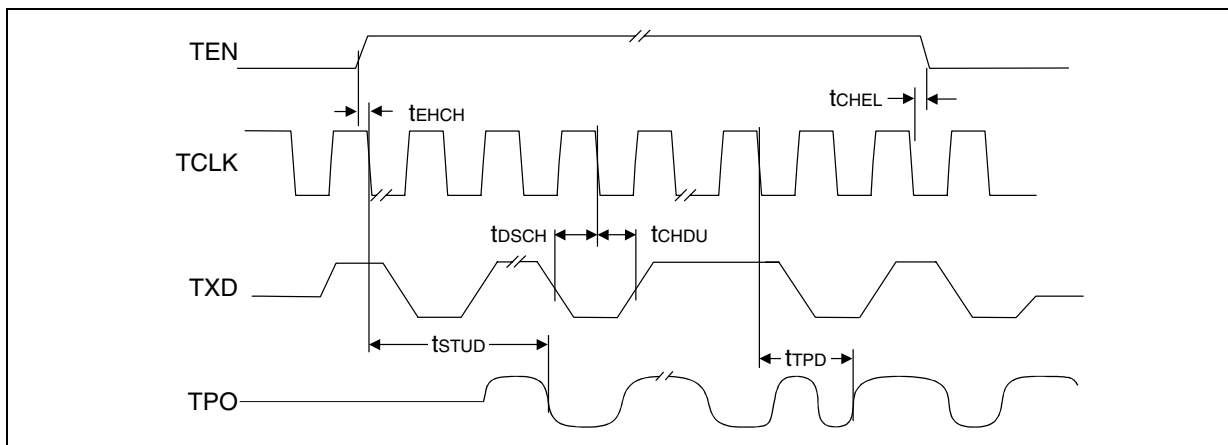 TEN
tCHEL
tEHCH
TCLK
tDSCH
tCHDU
TXD
tSTUD
tTPD
TPO